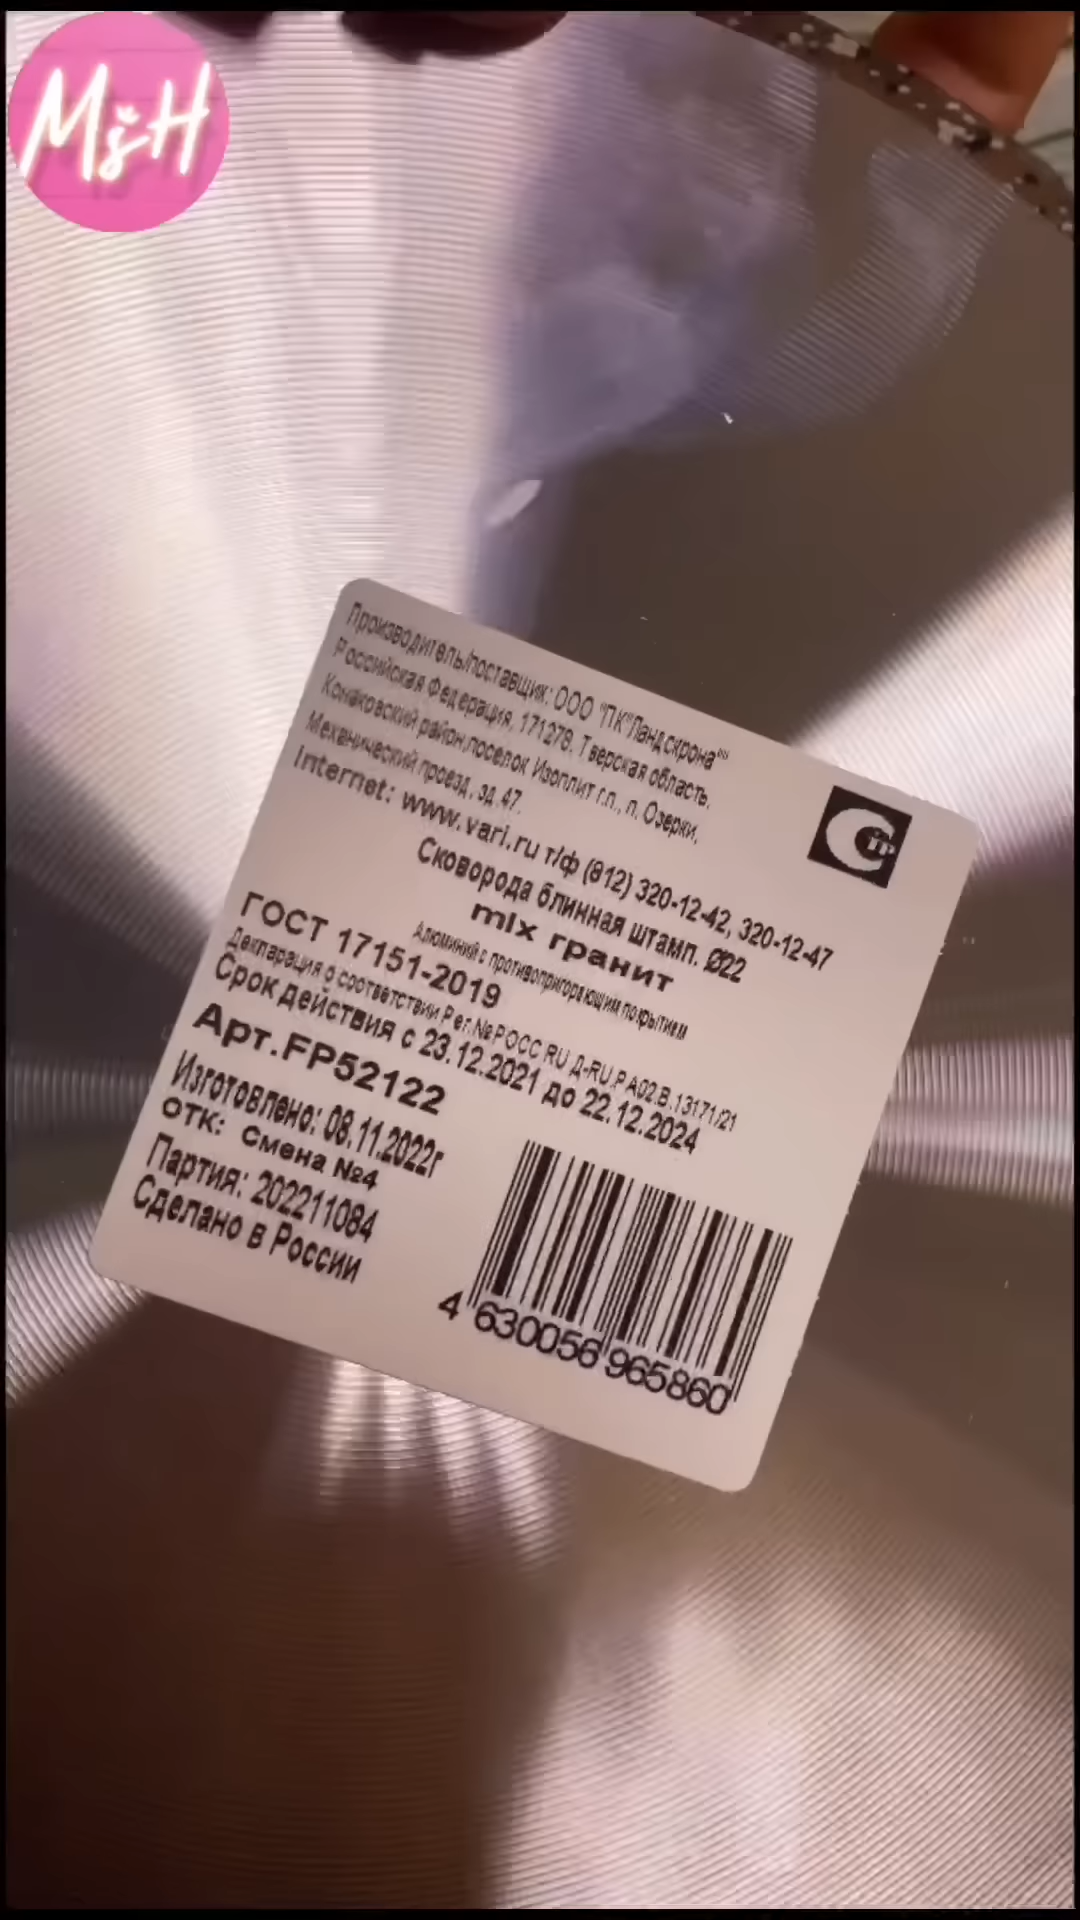 MšH
Производитель/поставщик: ООО "ПК"Ландскрона"
Российская Федерация, 171278, Тверская область,
Конаковский район,поселок Изоплит г.п., п. Озерки,
Механический проезд, зд.47.
Internet: www.vari.ru т/ф (812) 320-12-42, 320-12-47
Сковорода блинная штамп. Ø22
mix гранит
Алюминий с противопригорающим покрытием
ГОСТ 17151-2019
Декларация о соответствии Рег.№РОСС RU Д-RU.РА02.В.13171/21
Срок действия с 23.12.2021 до 22.12.2024
Арт.FP52122
Изготовлено: 08.11.2022г
ОТК: Смена №4
Партия: 202211084
Сделано в России
4 630056 965860